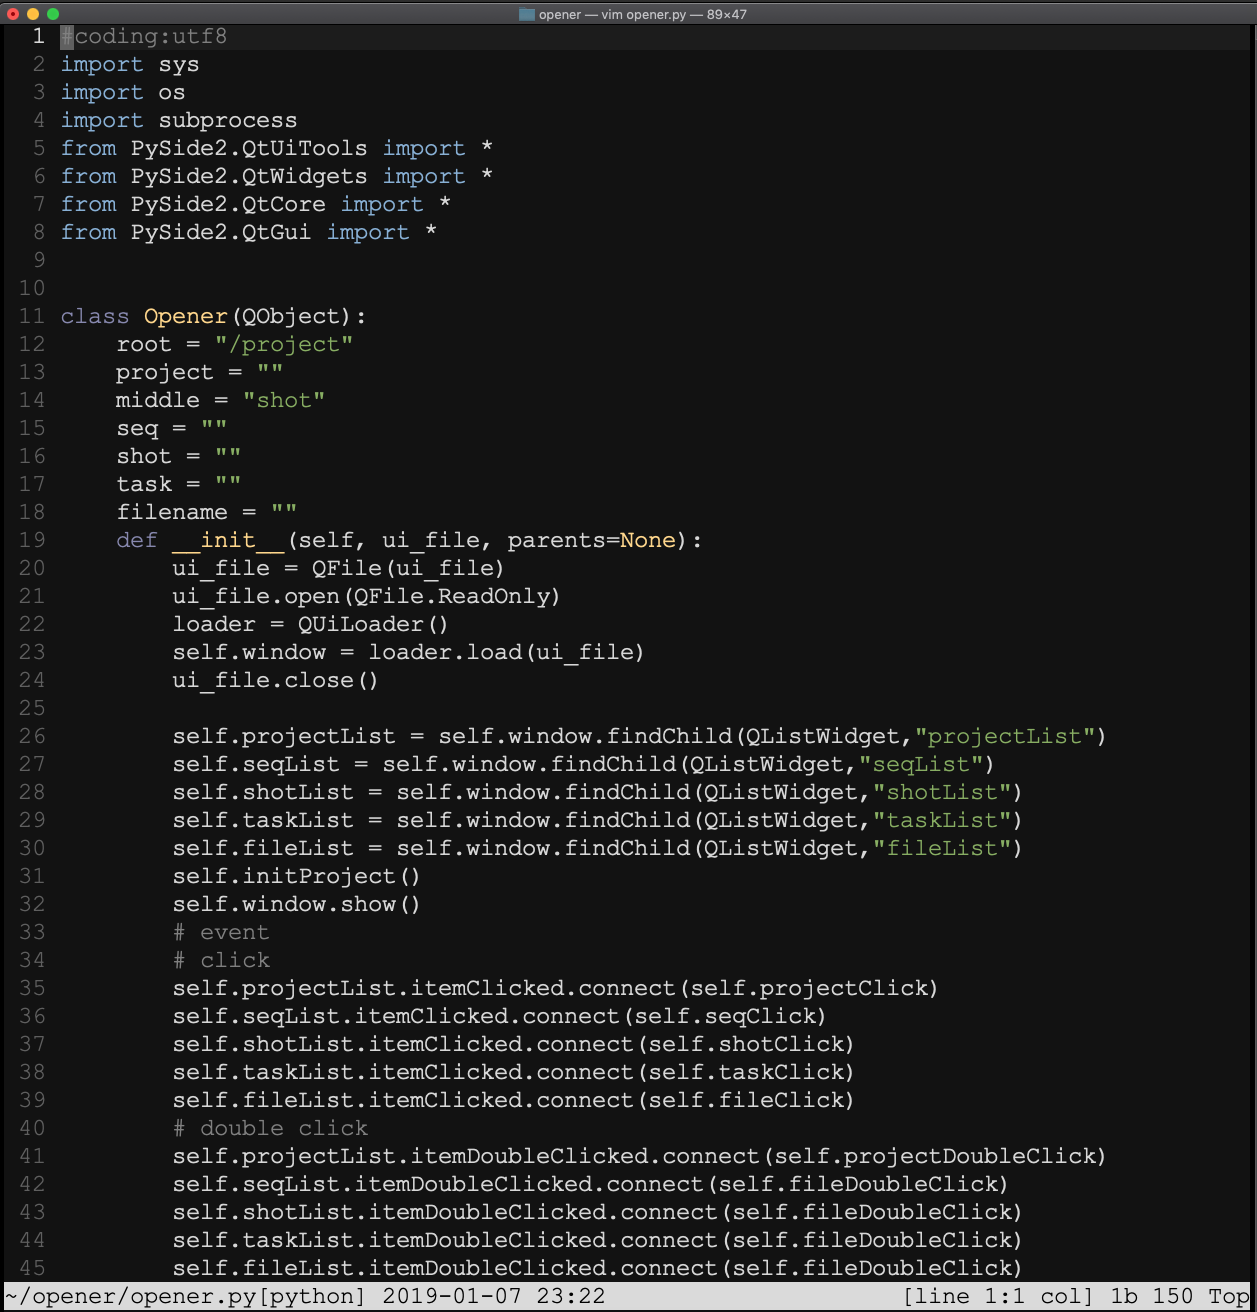 opener — vim opener.py — 89×47
1 #coding:utf8
2 import sys
3 import os
4 import subprocess
5 from PySide2.QtUiTools import *
6 from PySide2.QtWidgets import *
7 from PySide2.QtCore import *
8 from PySide2.QtGui import *
9
10
11 class Opener(QObject):
12     root = "/project"
13     project = ""
14     middle = "shot"
15     seq = ""
16     shot = ""
17     task = ""
18     filename = ""
19     def __init__(self, ui_file, parents=None):
20         ui_file = QFile(ui_file)
21         ui_file.open(QFile.ReadOnly)
22         loader = QUiLoader()
23         self.window = loader.load(ui_file)
24         ui_file.close()
25
26         self.projectList = self.window.findChild(QListWidget,"projectList")
27         self.seqList = self.window.findChild(QListWidget,"seqList")
28         self.shotList = self.window.findChild(QListWidget,"shotList")
29         self.taskList = self.window.findChild(QListWidget,"taskList")
30         self.fileList = self.window.findChild(QListWidget,"fileList")
31         self.initProject()
32         self.window.show()
33         # event
34         # click
35         self.projectList.itemClicked.connect(self.projectClick)
36         self.seqList.itemClicked.connect(self.seqClick)
37         self.shotList.itemClicked.connect(self.shotClick)
38         self.taskList.itemClicked.connect(self.taskClick)
39         self.fileList.itemClicked.connect(self.fileClick)
40         # double click
41         self.projectList.itemDoubleClicked.connect(self.projectDoubleClick)
42         self.seqList.itemDoubleClicked.connect(self.fileDoubleClick)
43         self.shotList.itemDoubleClicked.connect(self.fileDoubleClick)
44         self.taskList.itemDoubleClicked.connect(self.fileDoubleClick)
45         self.fileList.itemDoubleClicked.connect(self.fileDoubleClick)
~/opener/opener.py[python] 2019-01-07 23:22 [line 1:1 col] 1b 150 Top